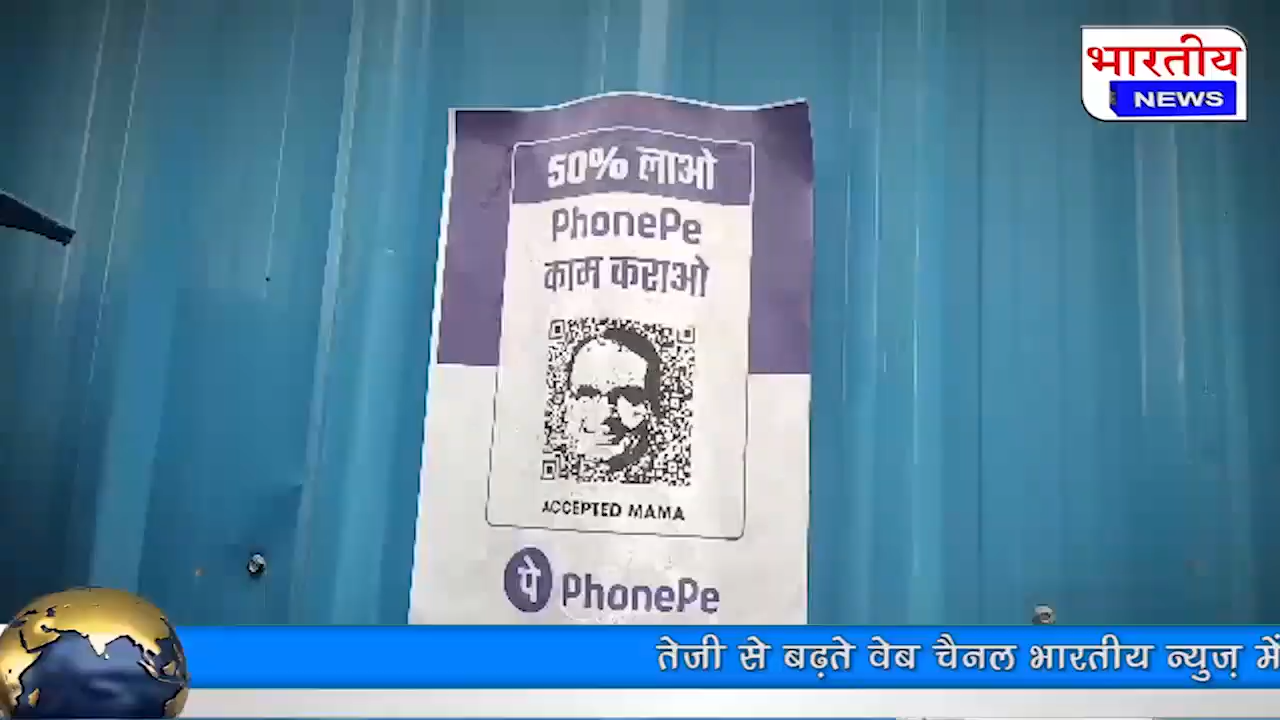 भारतीय
NEWS
50% लाओ
PhonePe
काम कराओ
ACCEPTED MAMA
पे PhonePe
तेजी से बढ़ते वेब चैनल भारतीय न्युज़ में